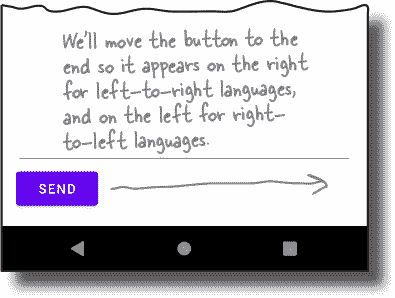 We'll move the button to the
end so it appears on the right
for left-to-right languages,
and on the left for right-
to-left languages.
SEND